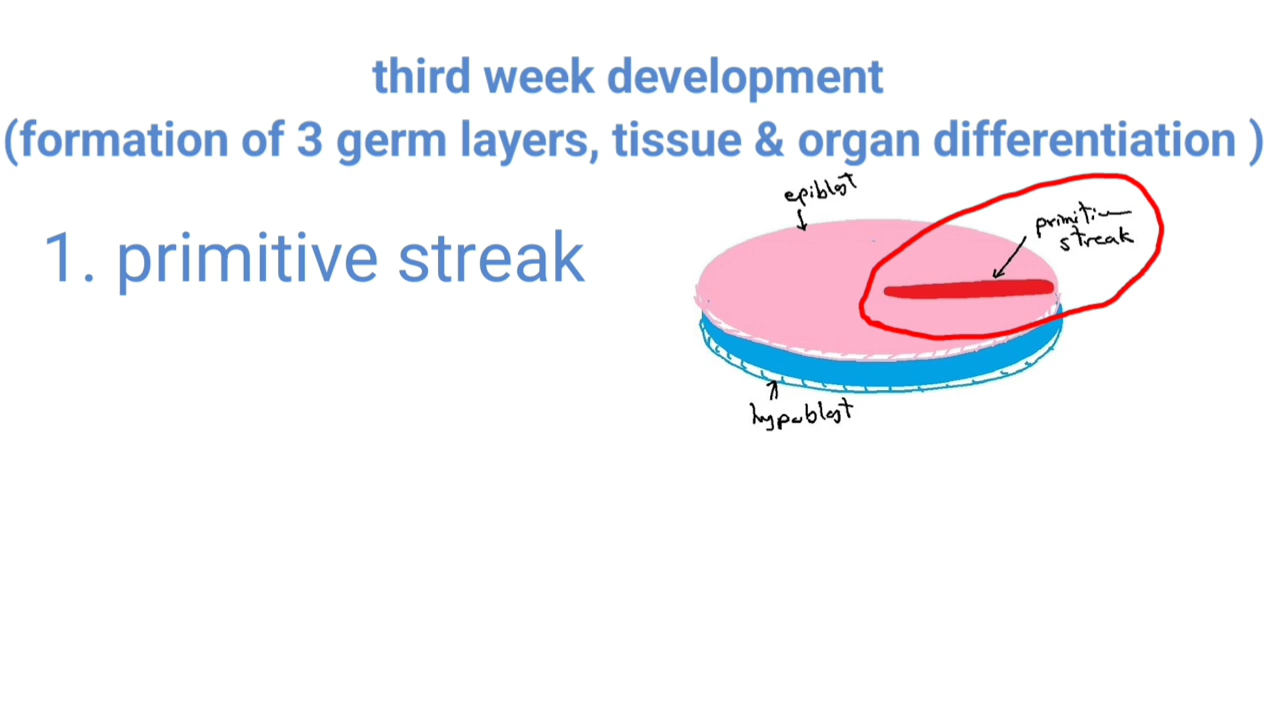 third week development
(formation of 3 germ layers, tissue & organ differentiation )
1. primitive streak
epiblast
primitive
streak
hypoblast